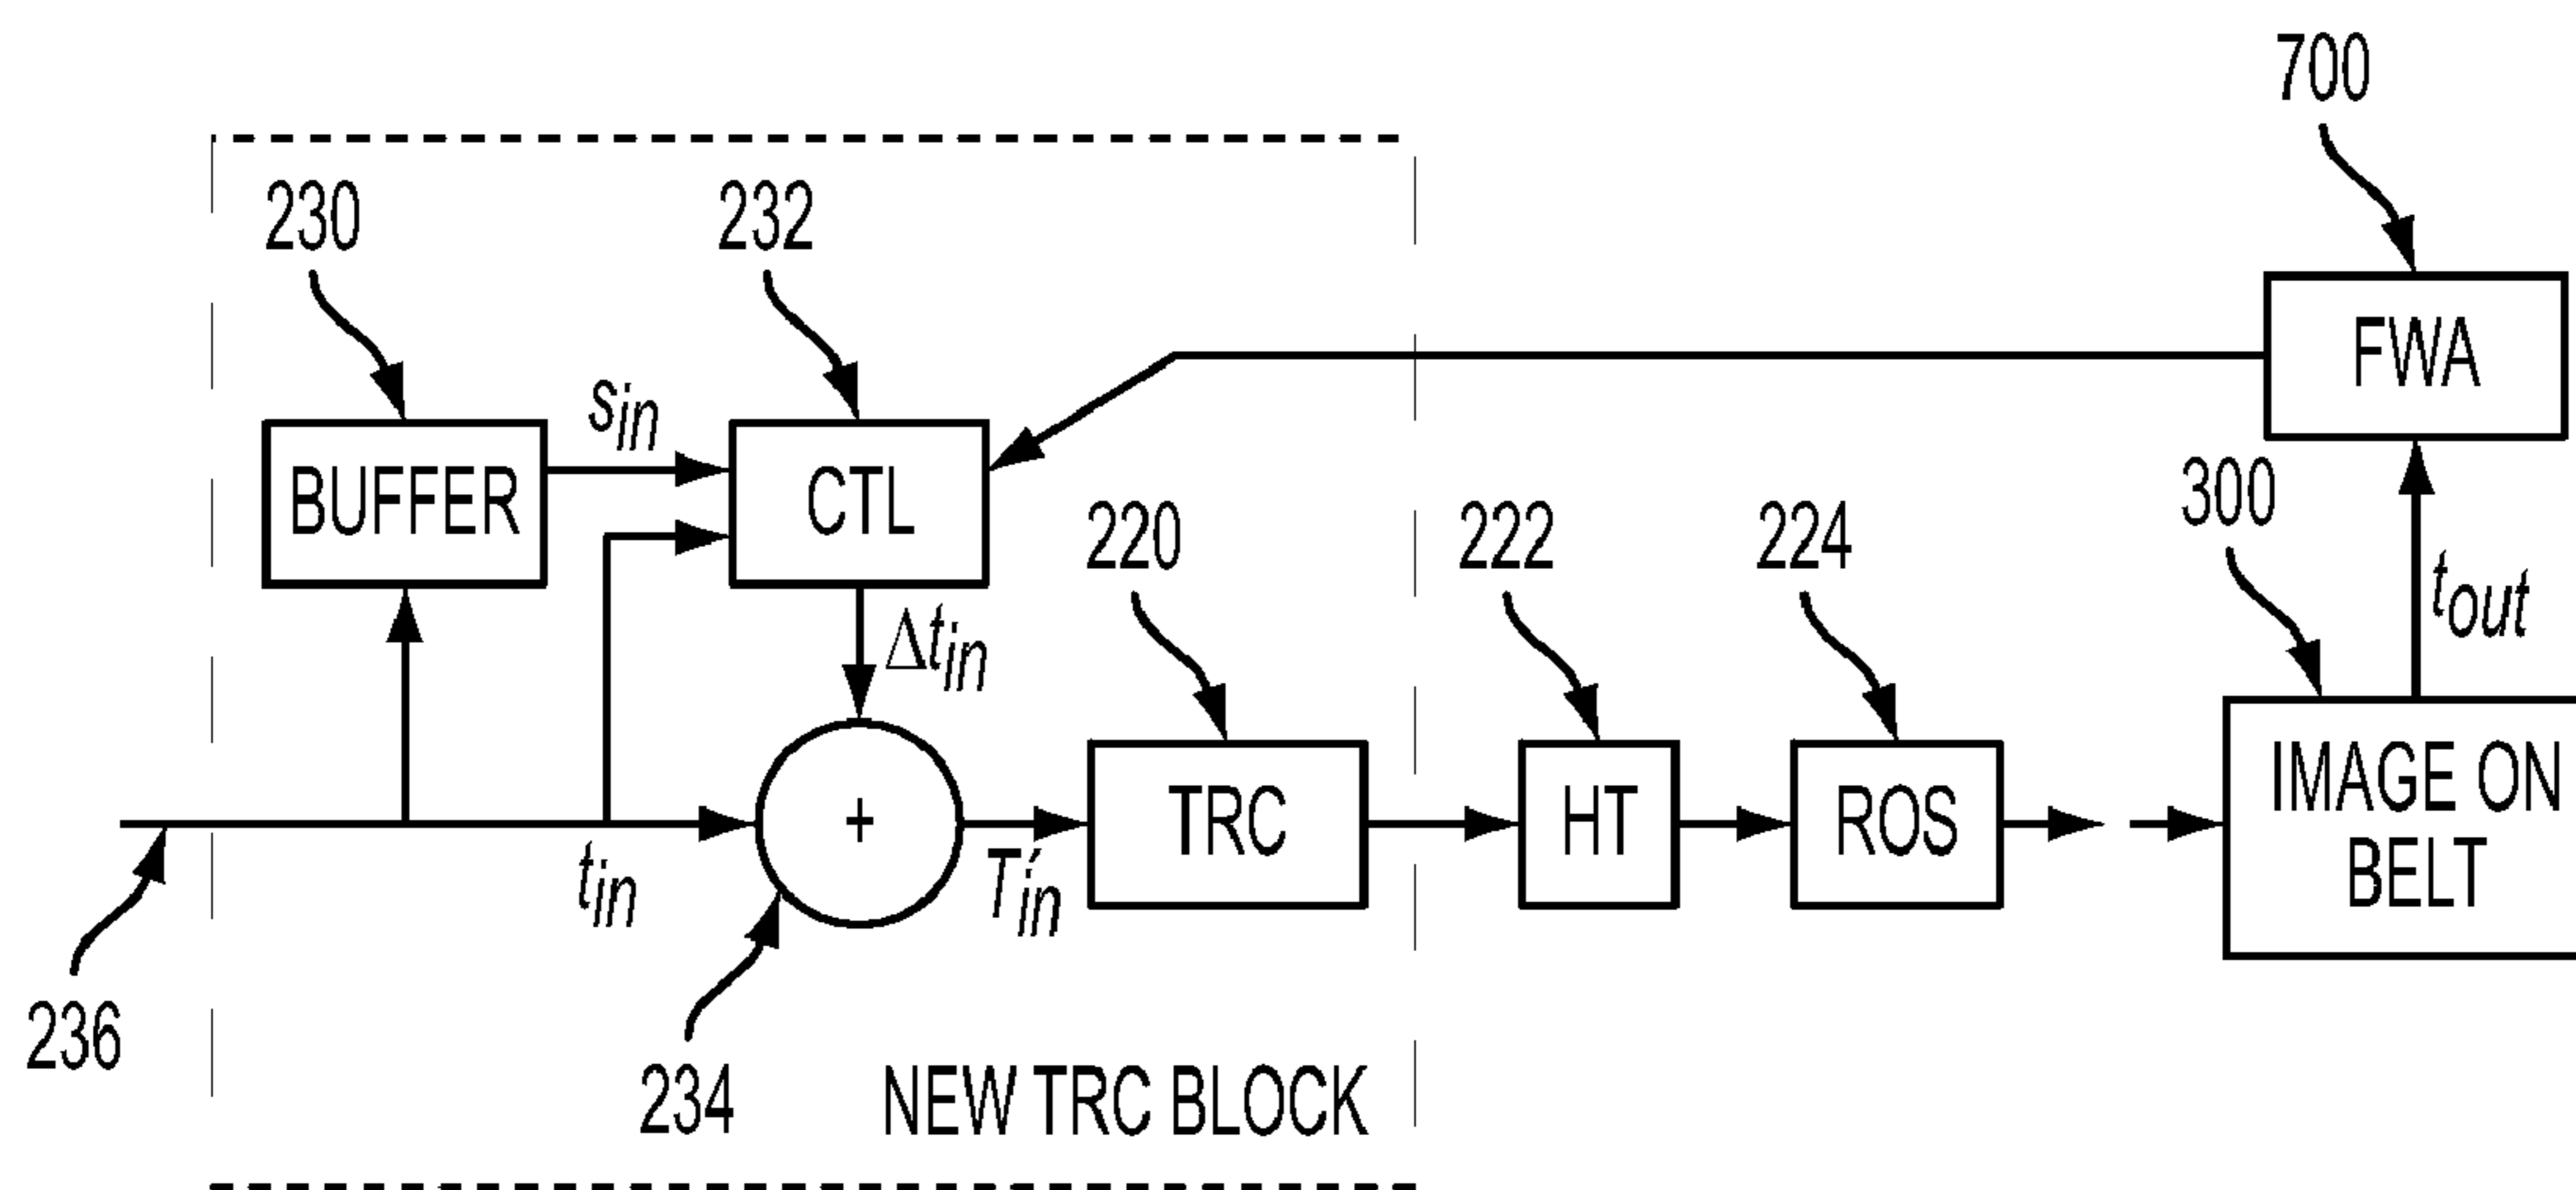 700
230
232
FWA
s_in
BUFFER
CTL
300
220
222
224
t_out
Δt_in
IMAGE ON
BELT
TRC
HT
ROS
+
t_in
T′_in
236
234
NEW TRC BLOCK